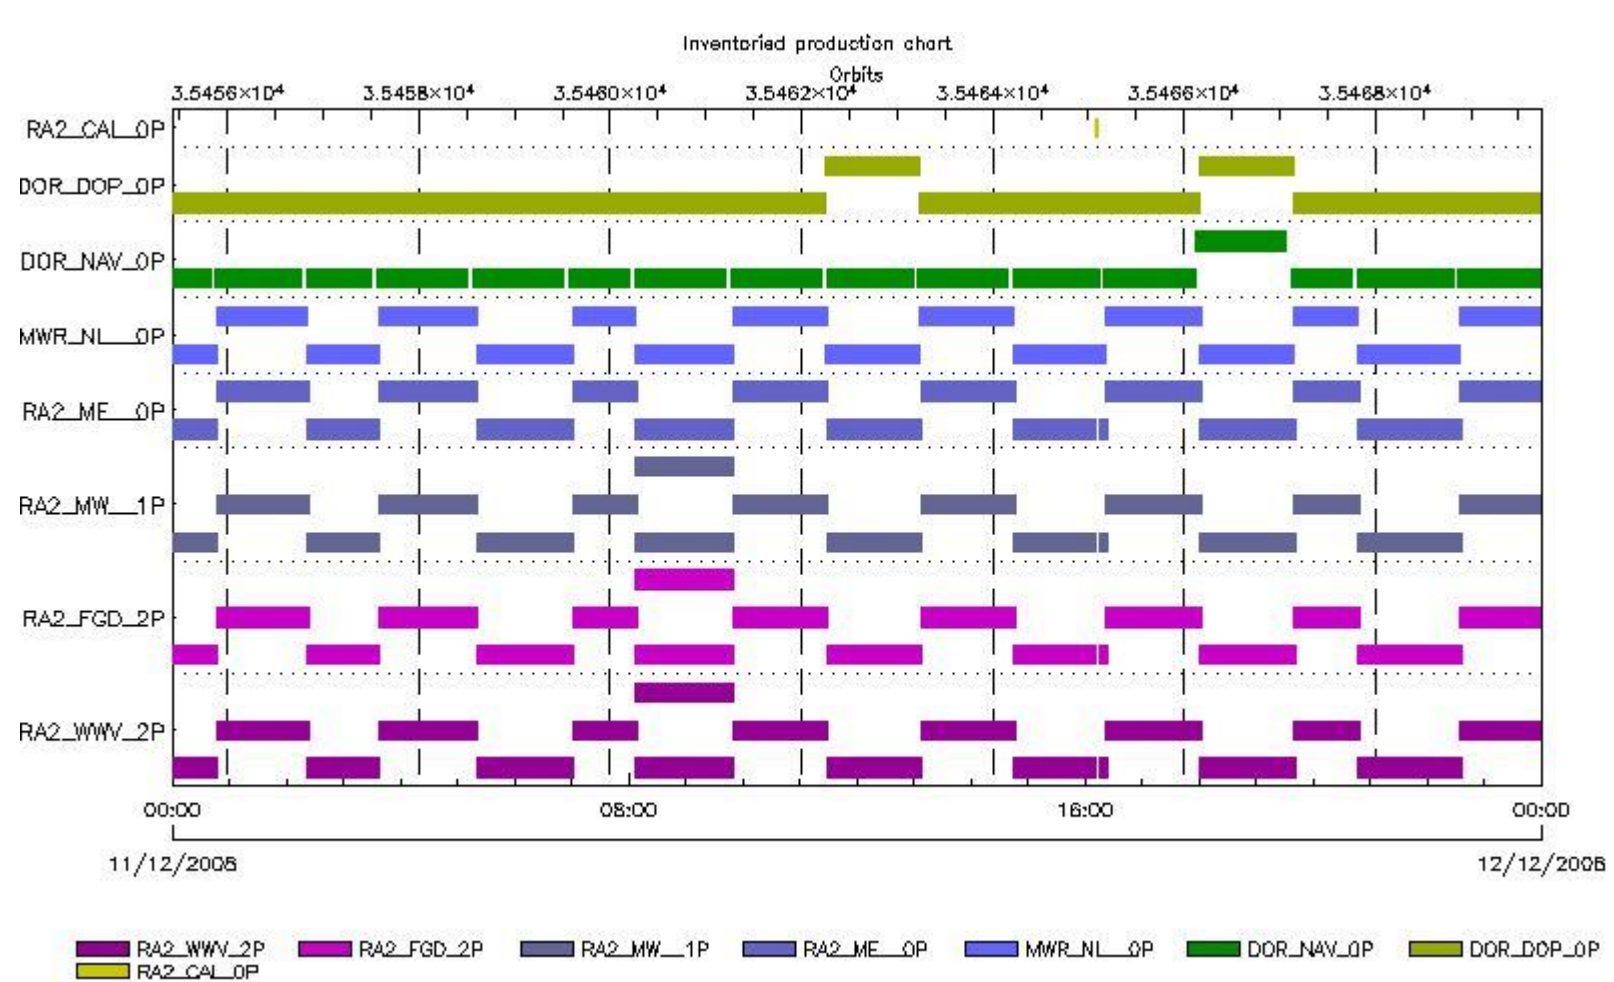 Inventoried production chart
Orbits
3.5456×10⁴ 3.5458×10⁴ 3.5460×10⁴ 3.5462×10⁴ 3.5464×10⁴ 3.5466×10⁴ 3.5468×10⁴
RA2_CAL_0P
DOR_DOP_0P
DOR_NAV_0P
MWR_NL__0P
RA2_ME__0P
RA2_MW__1P
RA2_FGD_2P
RA2_WWV_2P
00:00 08:00 16:00 00:00
11/12/2008 12/12/2008
RA2_WWV_2P RA2_FGD_2P RA2_MW__1P RA2_ME__0P MWR_NL__0P DOR_NAV_0P DOR_DOP_0P
RA2_CAL_0P